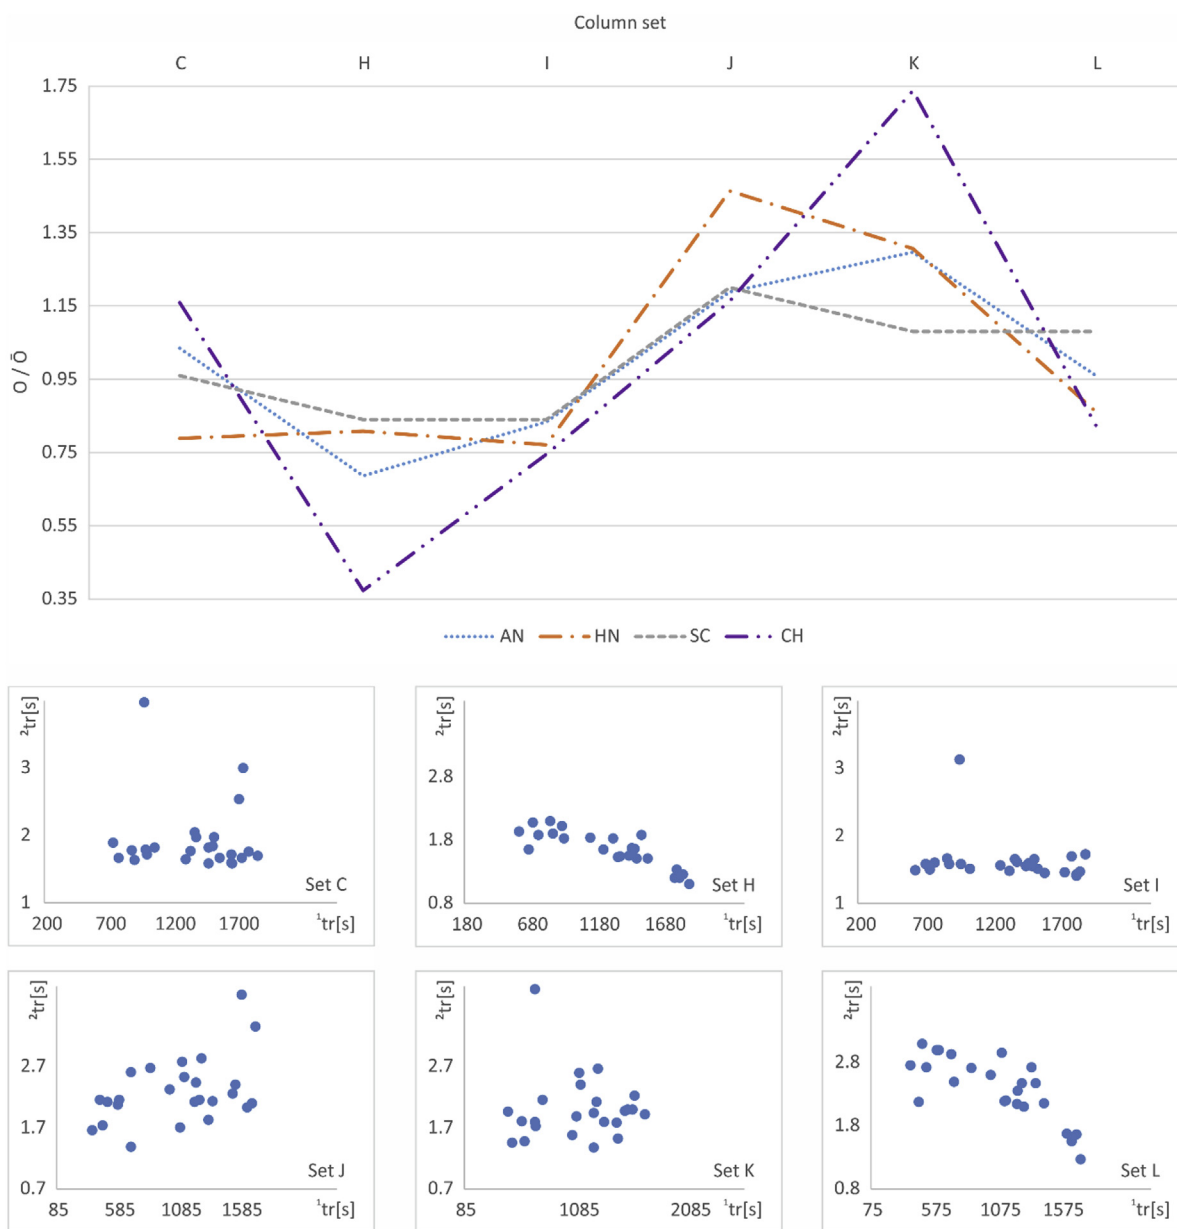 Column set
C H I J K L
1.75
1.55
1.35
1.15
0.95
0.75
0.55
0.35
O / Ō
AN HN SC CH
²tr[s]
3
2
1
200 700 1200 1700 ¹tr[s]
Set C
²tr[s]
2.8
1.8
0.8
180 680 1180 1680 ¹tr[s]
Set H
²tr[s]
3
2
1
200 700 1200 1700 ¹tr[s]
Set I
²tr[s]
2.7
1.7
0.7
85 585 1085 1585 ¹tr[s]
Set J
²tr[s]
2.7
1.7
0.7
85 1085 2085 ¹tr[s]
Set K
²tr[s]
2.8
1.8
0.8
75 575 1075 1575 ¹tr[s]
Set L